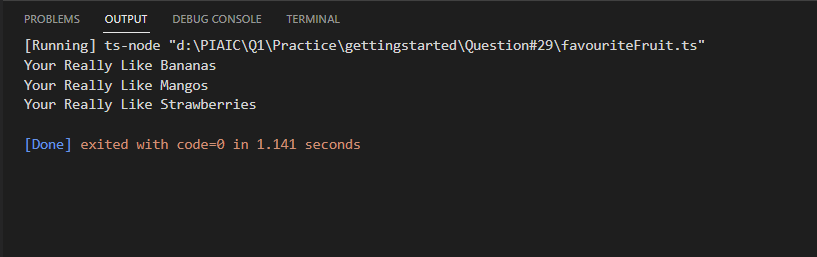 PROBLEMS OUTPUT DEBUG CONSOLE TERMINAL
[Running] ts-node "d:\PIAIC\Q1\Practice\gettingstarted\Question#29\favouriteFruit.ts"
Your Really Like Bananas
Your Really Like Mangos
Your Really Like Strawberries
[Done] exited with code=0 in 1.141 seconds